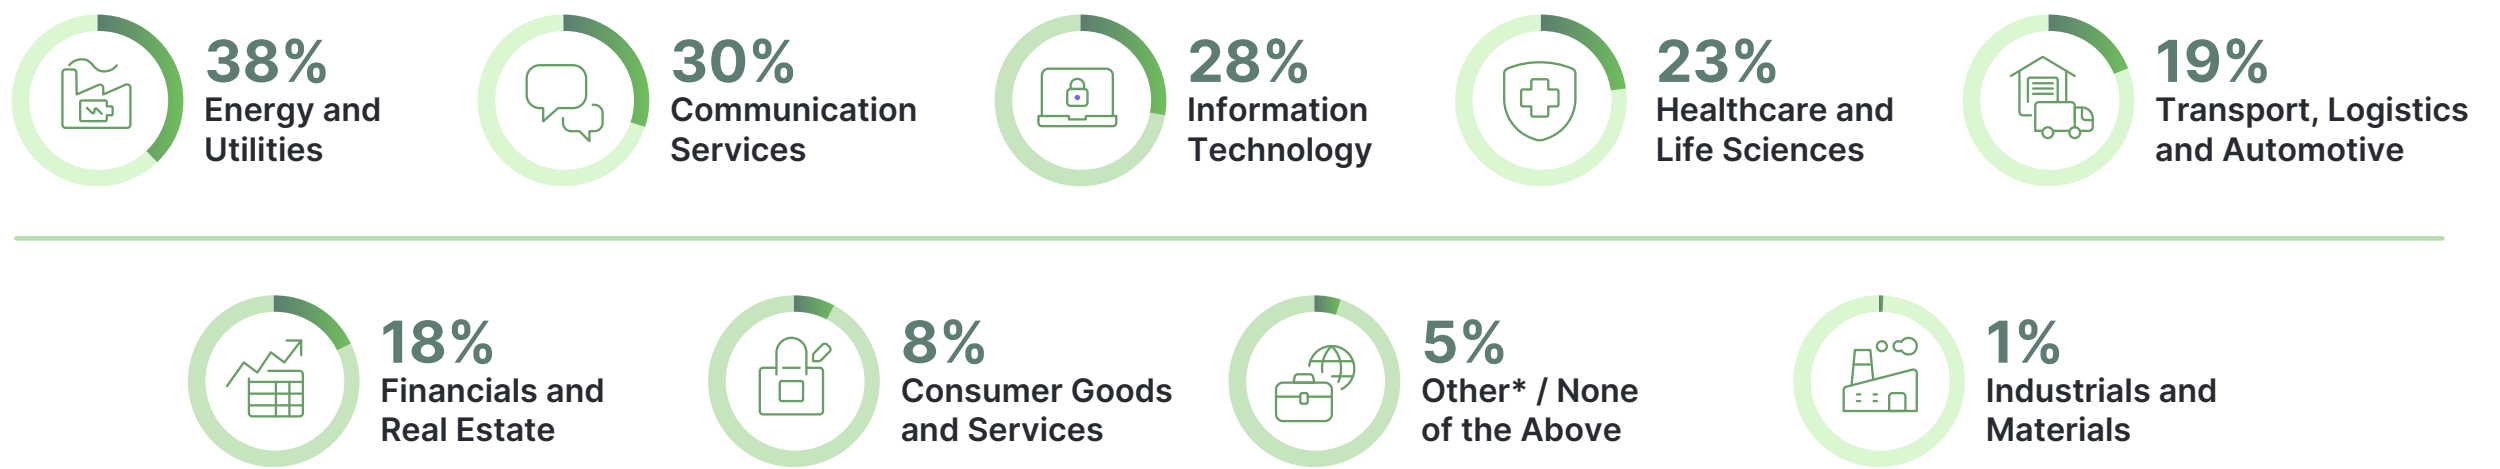 38%
Energy and
Utilities
30%
Communication
Services
28%
Information
Technology
23%
Healthcare and
Life Sciences
19%
Transport, Logistics
and Automotive
18%
Financials and
Real Estate
8%
Consumer Goods
and Services
5%
Other* / None
of the Above
1%
Industrials and
Materials